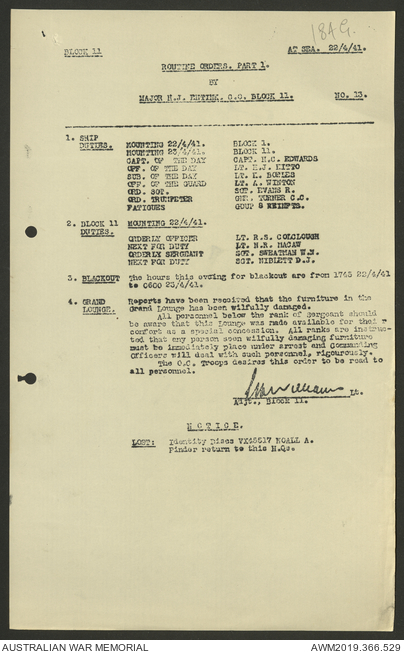 18AG.
BLOCK 11 AT SEA. 22/4/41.
ROUTINE ORDERS. PART 1.
BY
MAJOR H.J. C.O. BLOCK 11. NO. 13.
1. SHIP DUTIES. MOUNTING 22/4/41. BLOCK 1.
MOUNTING 23/4/41. BLOCK 11.
CAPT. OF THE DAY CAPT. H.C. EDWARDS
OFF. OF THE DAY LT. H.J. KITTO
SUB. OF THE DAY LT. L. BOWLES
OFF. OF THE GUARD LT. A. WINTON
ORD. SGT. SGT. EVANS R.
ORD. TRUMPETER GNR. TURNER C.C.
FATIGUES GOUP 8
2. BLOCK 11 DUTIES. MOUNTING 22/4/41.
ORDERLY OFFICER LT. R.S. COLCLOUGH
NEXT FOR DUTY LT. N.R. MACAW
ORDERLY SERGEANT SGT. SWEATMAN W.N.
NEXT FOR DUTY SGT. NIBLETT D.J.
3. BLACKOUT The hours this evving for blackout are from 1745 22/4/41
to 0600 23/4/41.
4. GRAND LOUNGE. Reports have been received that the furniture in the
Grand Lounge has been wilfully damaged.
All personnel below the rank of sergeant should
be aware that this Lounge was made available for their
comfort as a special concession. All ranks are instruc-
ted that any person seen wilfully damaging furniture
must be immediately place under arrest and Commanding
Officers will deal with such personnel, rigourously.
The O.C. Troops desires this order to be read to
all personnel.
Williams Lt.
Adjt., Block 11.
NOTICE.
LOST: Identity Discs VX48517 NOALL A.
Finder return to this H.Qs.
AUSTRALIAN WAR MEMORIAL AWM2019.366.529